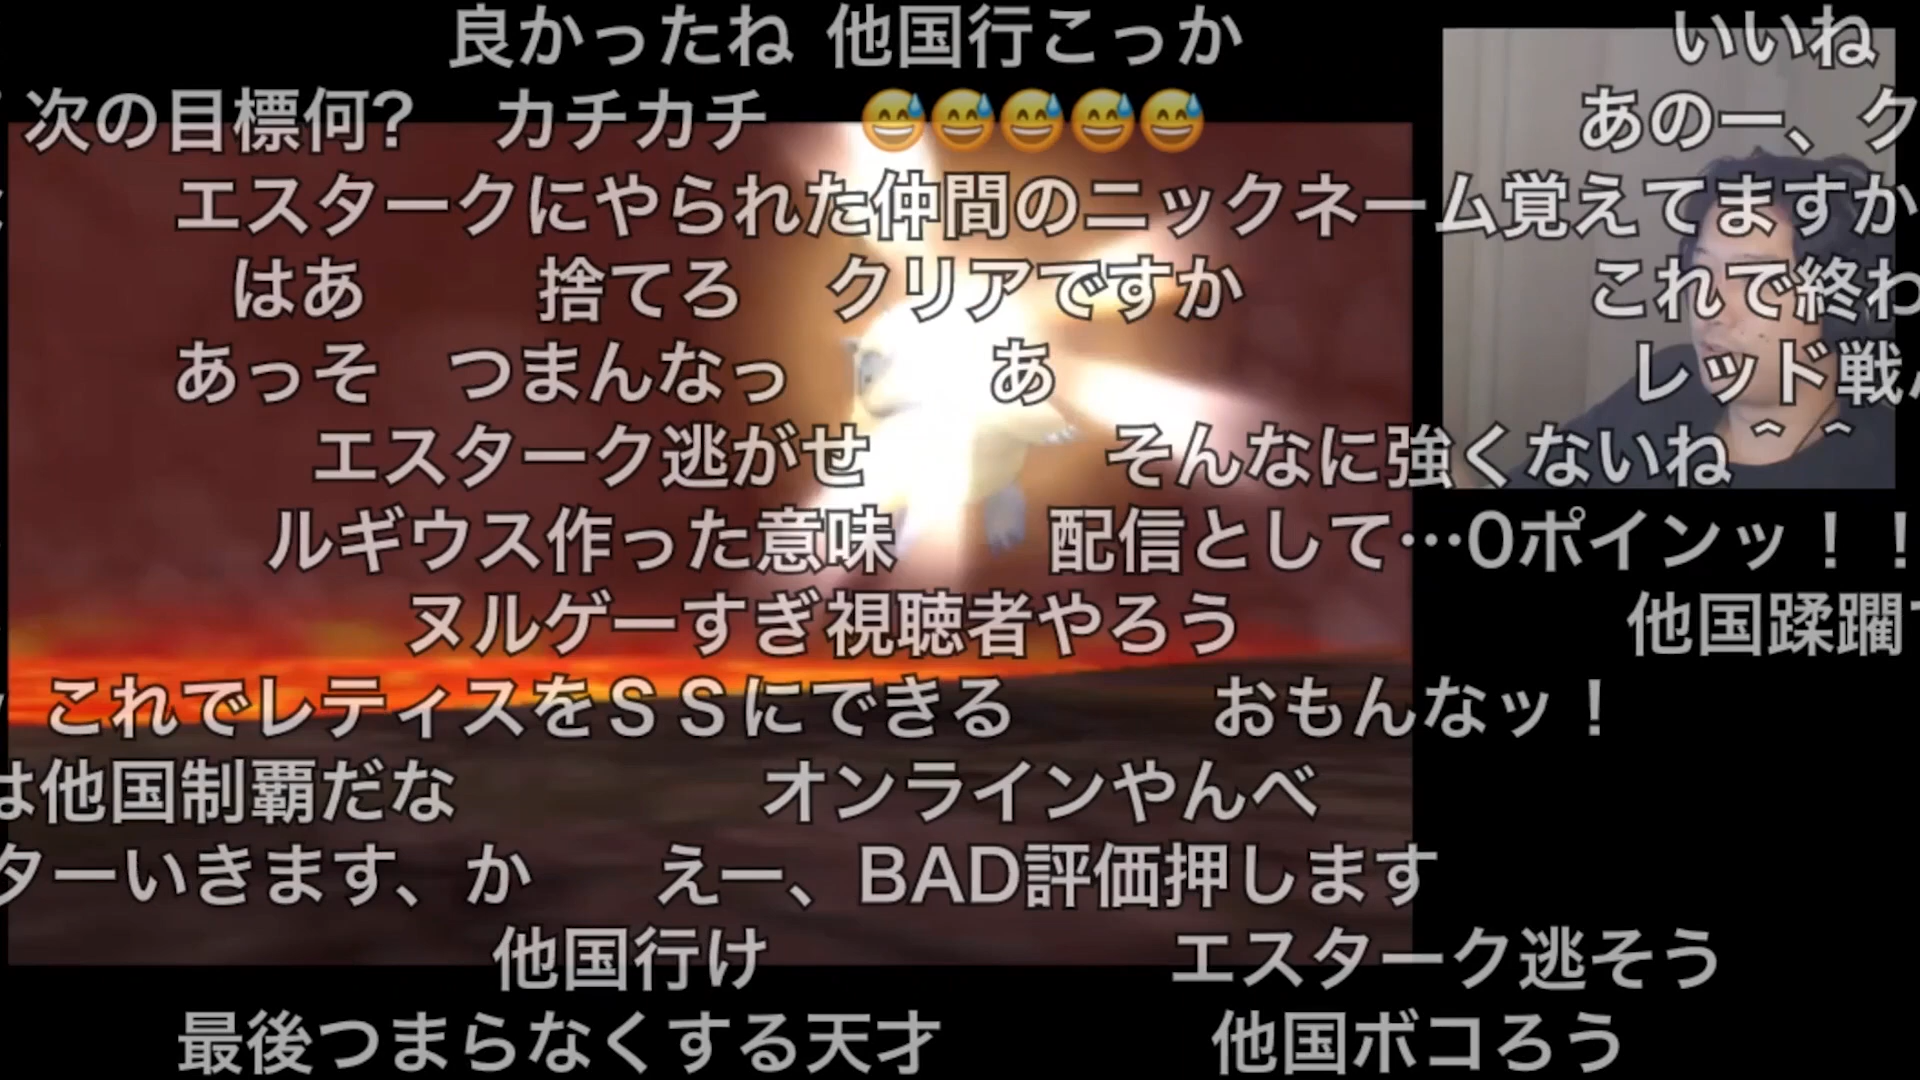 良かったね 他国行こっか いいね
次の目標何? カチカチ 😅😅😅😅😅 あのー、ク
エスタークにやられた仲間のニックネーム覚えてますか
はあ 捨てろ クリアですか これで終わ
あっそ つまんなっ あ レッド戦
エスターク逃がせ そんなに強くないね ＾ ＾
ルギウス作った意味 配信として…0ポインッ！！
ヌルゲーすぎ視聴者やろう 他国蹂躙
これでレティスをＳＳにできる おもんなッ！
は他国制覇だな オンラインやんべ
ターいきます、か えー、BAD評価押します
他国行け エスターク逃そう
最後つまらなくする天才 他国ボコろう